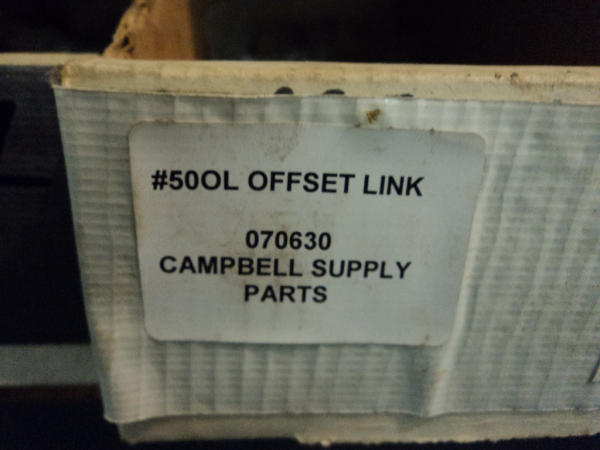 #50OL OFFSET LINK
070630
CAMPBELL SUPPLY
PARTS